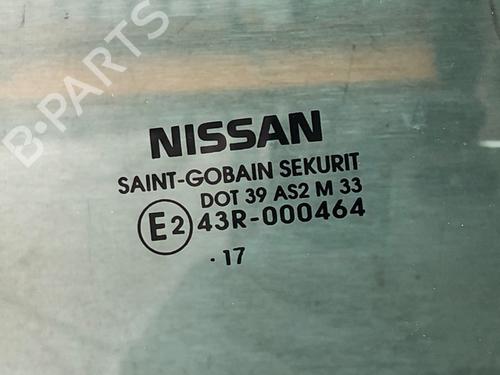 B·PARTS
NISSAN
SAINT-GOBAIN SEKURIT
DOT 39 AS2 M 33
E2 43R-000464
· 17